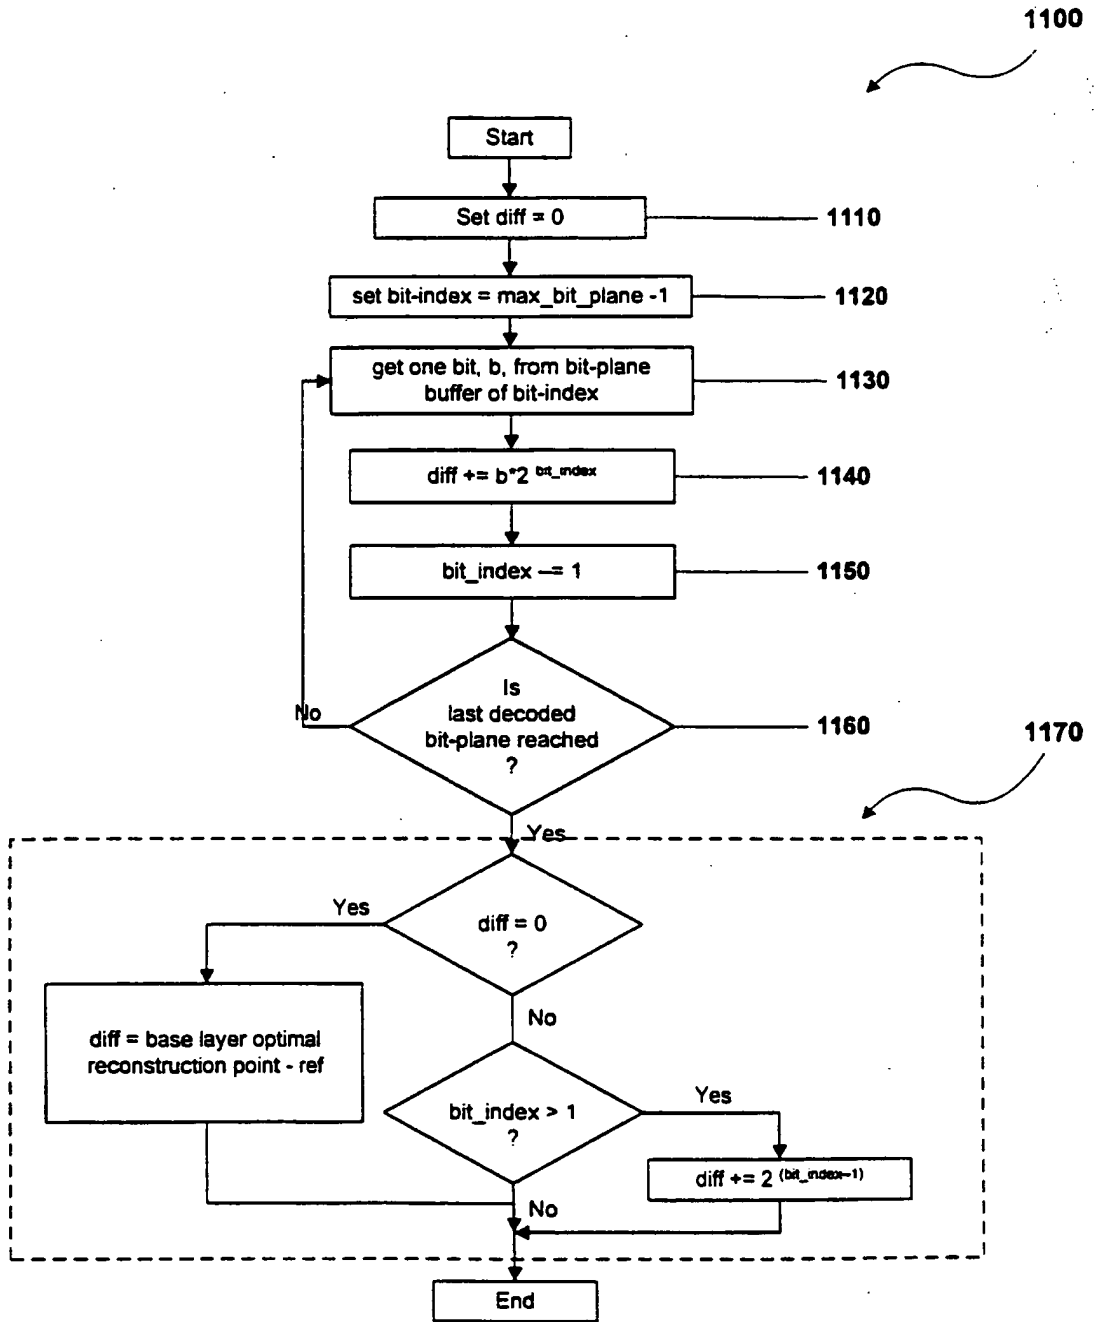 1100
Start
Set diff = 0
1110
set bit-index = max_bit_plane -1
1120
get one bit, b, from bit-plane
buffer of bit-index
1130
diff += b*2 bit_index
1140
bit_index -= 1
1150
Is
last decoded
bit-plane reached
?
No
1160
1170
Yes
diff = 0
?
Yes
No
diff = base layer optimal
reconstruction point - ref
bit_index > 1
?
Yes
diff += 2 (bit_index-1)
No
End